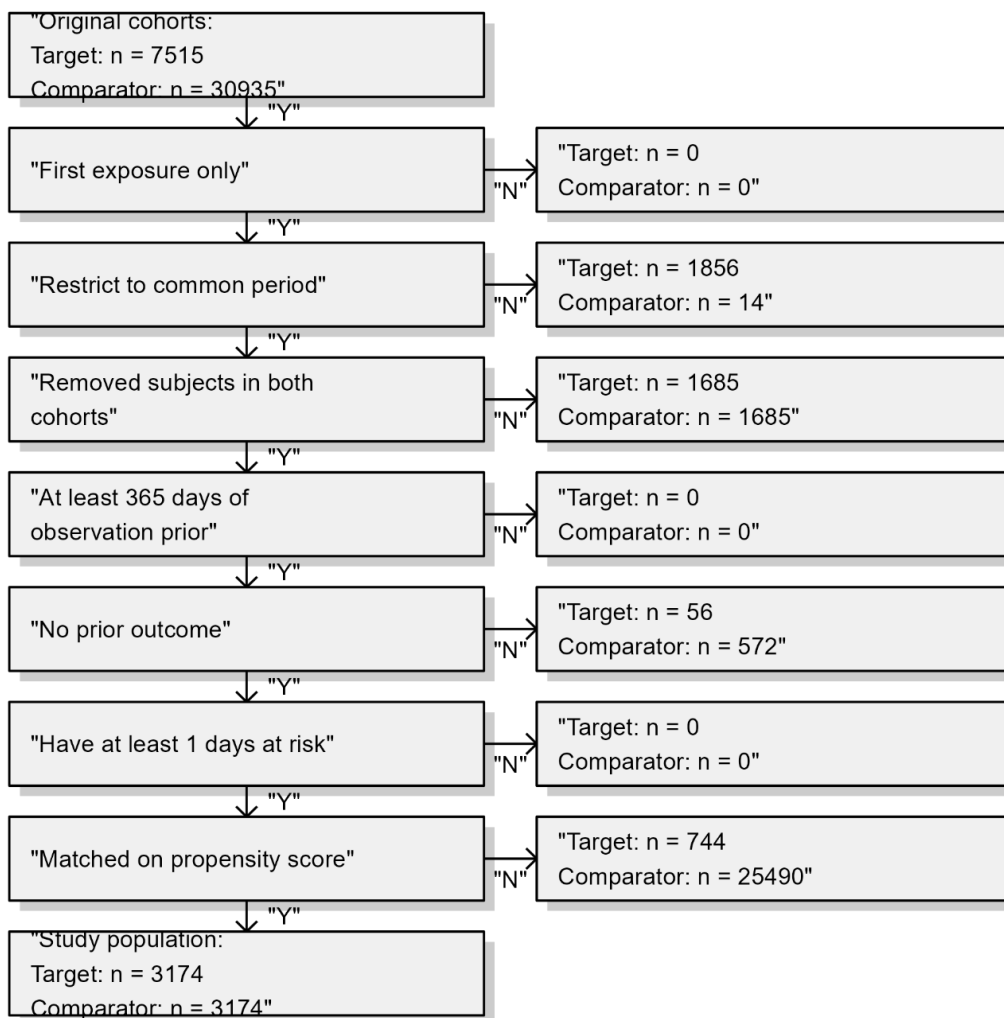 "Original cohorts:
Target: n = 7515
Comparator: n = 30935"
"Y"
"First exposure only"
"N"
"Target: n = 0
Comparator: n = 0"
"Y"
"Restrict to common period"
"N"
"Target: n = 1856
Comparator: n = 14"
"Y"
"Removed subjects in both
cohorts"
"N"
"Target: n = 1685
Comparator: n = 1685"
"Y"
"At least 365 days of
observation prior"
"N"
"Target: n = 0
Comparator: n = 0"
"Y"
"No prior outcome"
"N"
"Target: n = 56
Comparator: n = 572"
"Y"
"Have at least 1 days at risk"
"N"
"Target: n = 0
Comparator: n = 0"
"Y"
"Matched on propensity score"
"N"
"Target: n = 744
Comparator: n = 25490"
"Y"
"Study population:
Target: n = 3174
Comparator: n = 3174"